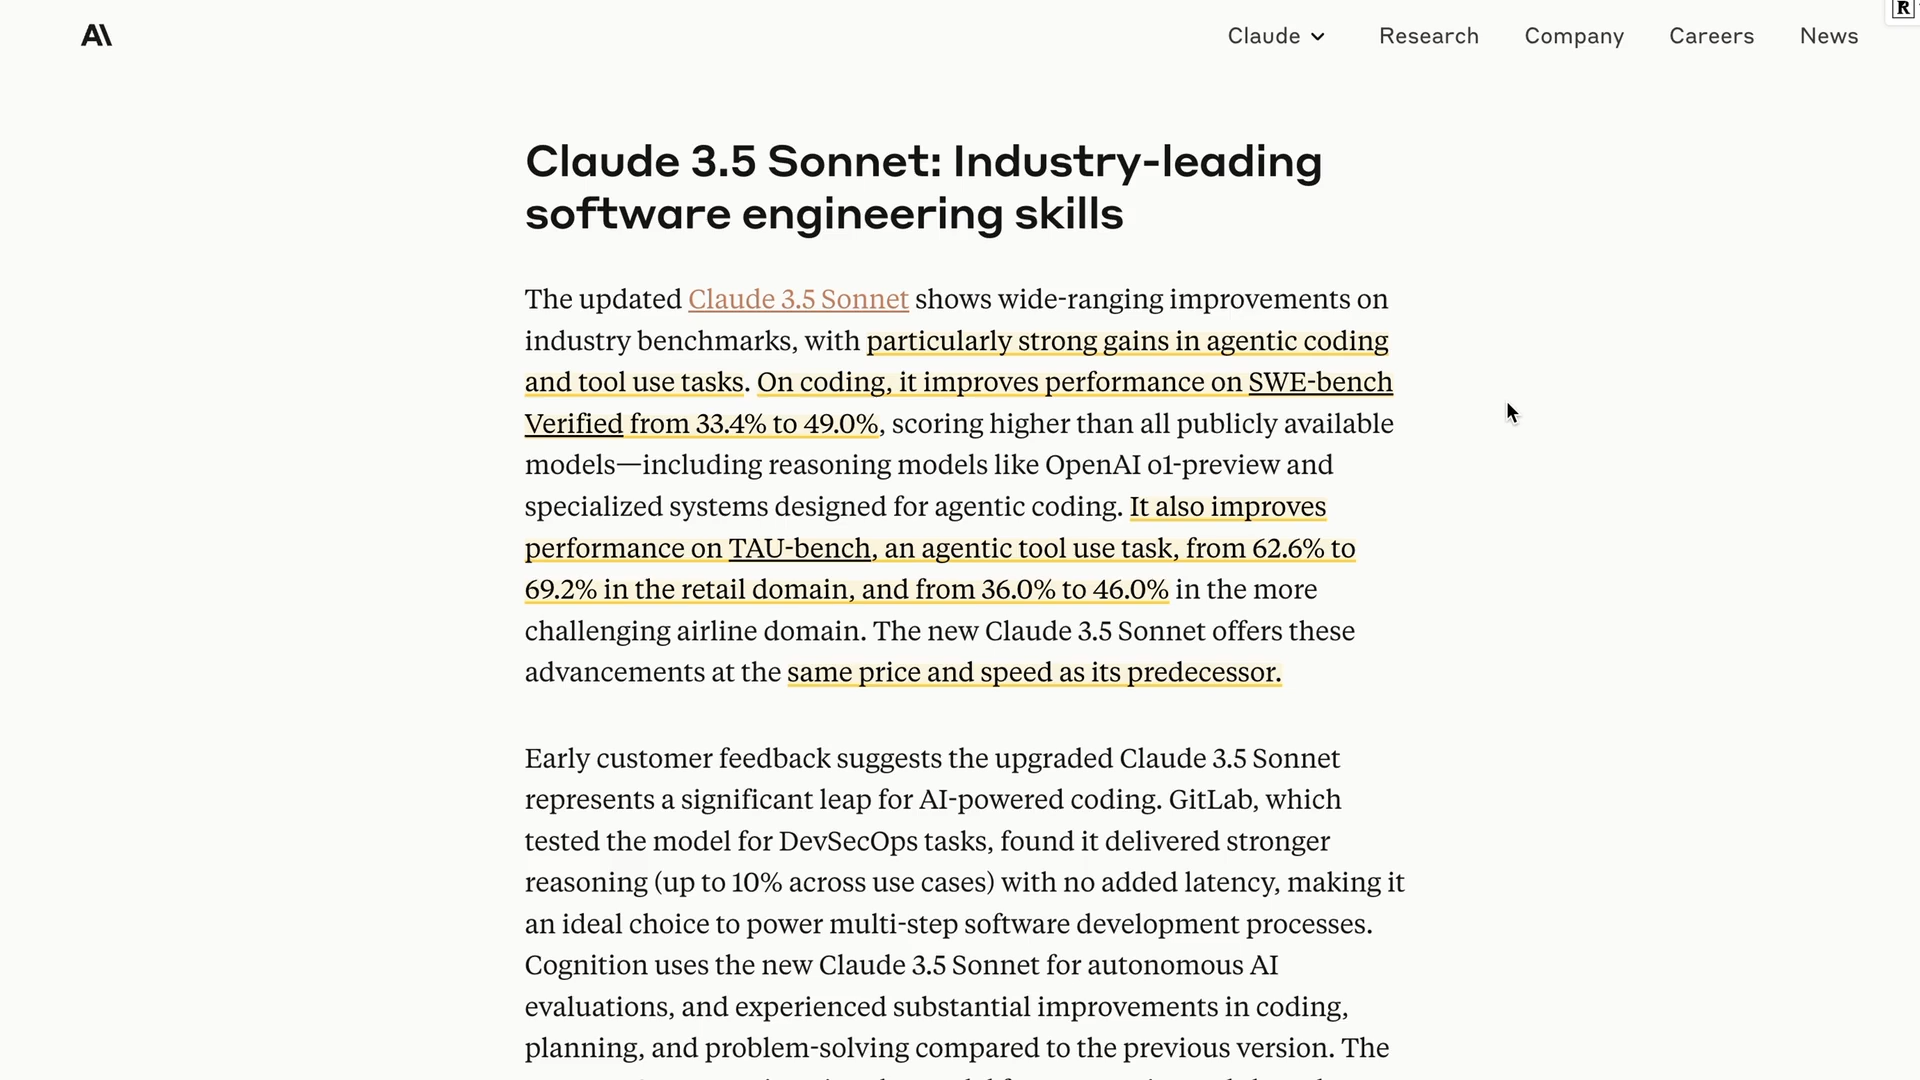 A\
Claude
Research
Company
Careers
News
R
Claude 3.5 Sonnet: Industry-leading
software engineering skills
The updated Claude 3.5 Sonnet shows wide-ranging improvements on
industry benchmarks, with particularly strong gains in agentic coding
and tool use tasks. On coding, it improves performance on SWE-bench
Verified from 33.4% to 49.0%, scoring higher than all publicly available
models—including reasoning models like OpenAI o1-preview and
specialized systems designed for agentic coding. It also improves
performance on TAU-bench, an agentic tool use task, from 62.6% to
69.2% in the retail domain, and from 36.0% to 46.0% in the more
challenging airline domain. The new Claude 3.5 Sonnet offers these
advancements at the same price and speed as its predecessor.
Early customer feedback suggests the upgraded Claude 3.5 Sonnet
represents a significant leap for AI-powered coding. GitLab, which
tested the model for DevSecOps tasks, found it delivered stronger
reasoning (up to 10% across use cases) with no added latency, making it
an ideal choice to power multi-step software development processes.
Cognition uses the new Claude 3.5 Sonnet for autonomous AI
evaluations, and experienced substantial improvements in coding,
planning, and problem-solving compared to the previous version. The